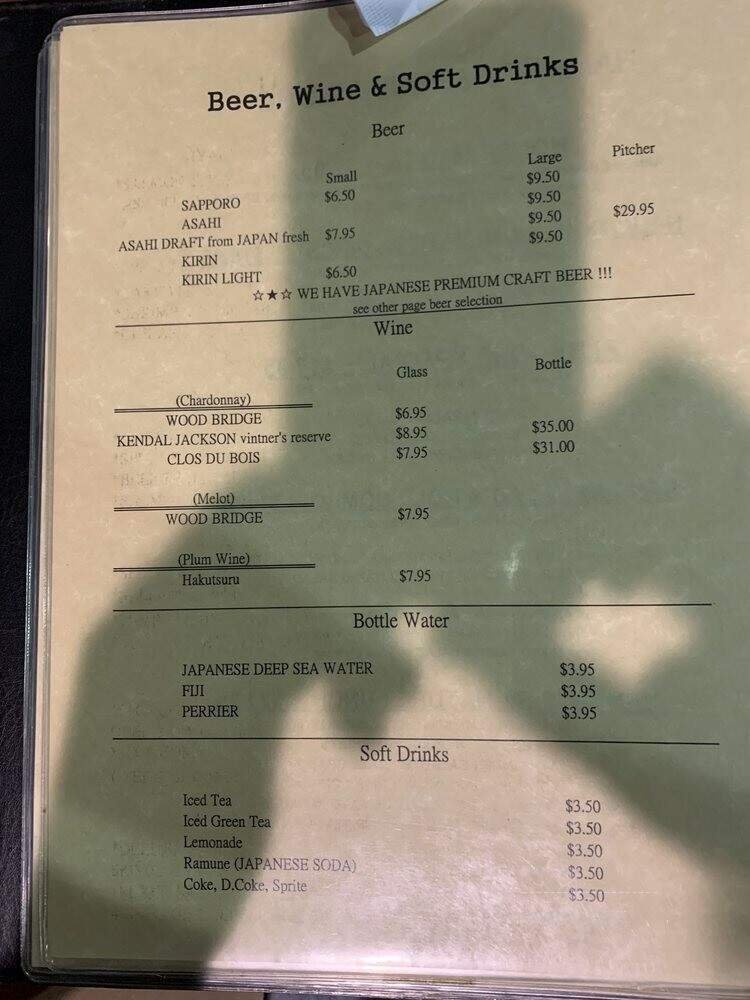 Beer, Wine & Soft Drinks
Beer
Small Large Pitcher
SAPPORO $6.50 $9.50
ASAHI $9.50
ASAHI DRAFT from JAPAN fresh $7.95 $9.50 $29.95
KIRIN $9.50
KIRIN LIGHT $6.50
☆★☆ WE HAVE JAPANESE PREMIUM CRAFT BEER !!!
see other page beer selection
Wine
Glass Bottle
(Chardonnay)
WOOD BRIDGE $6.95
KENDAL JACKSON vintner's reserve $8.95 $35.00
CLOS DU BOIS $7.95 $31.00
(Melot)
WOOD BRIDGE $7.95
(Plum Wine)
Hakutsuru $7.95
Bottle Water
JAPANESE DEEP SEA WATER $3.95
FIJI $3.95
PERRIER $3.95
Soft Drinks
Iced Tea $3.50
Iced Green Tea $3.50
Lemonade $3.50
Ramune (JAPANESE SODA) $3.50
Coke, D.Coke, Sprite $3.50